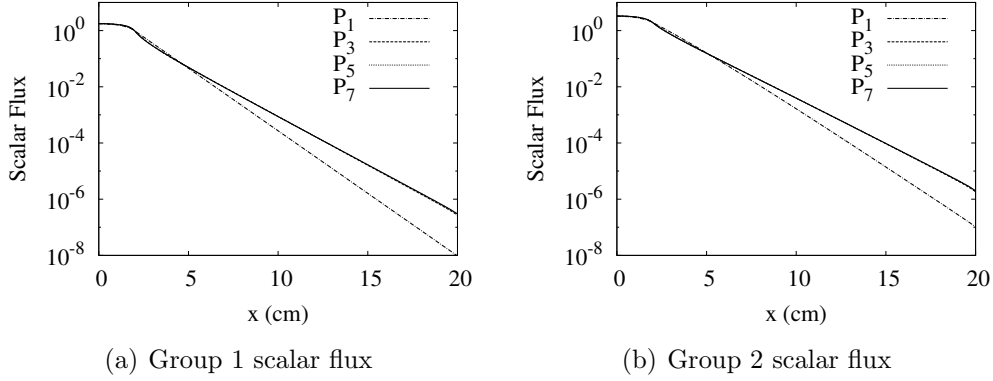 Scalar Flux
10^0
10^-2
10^-4
10^-6
10^-8
0 5 10 15 20
x (cm)
P_1
P_3
P_5
P_7
(a) Group 1 scalar flux
Scalar Flux
10^0
10^-2
10^-4
10^-6
10^-8
0 5 10 15 20
x (cm)
P_1
P_3
P_5
P_7
(b) Group 2 scalar flux